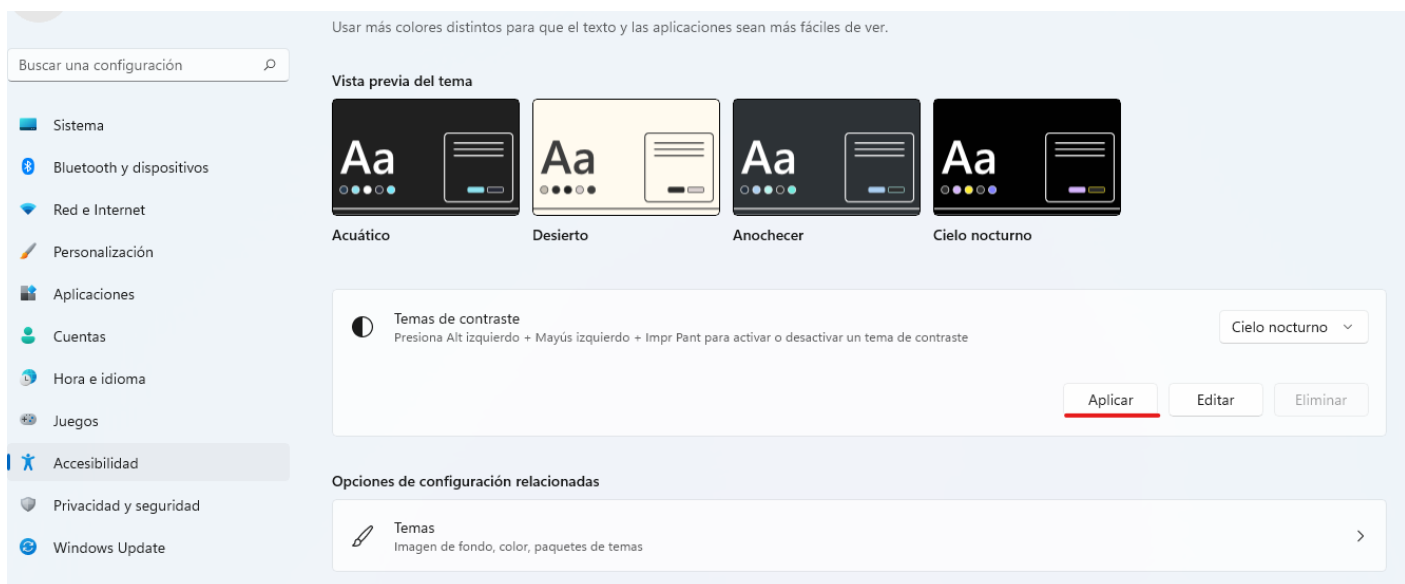 Usar más colores distintos para que el texto y las aplicaciones sean más fáciles de ver.
Buscar una configuración
Sistema
Bluetooth y dispositivos
Red e Internet
Personalización
Aplicaciones
Cuentas
Hora e idioma
Juegos
Accesibilidad
Privacidad y seguridad
Windows Update
Vista previa del tema
Aa Aa Aa Aa
Acuático Desierto Anochecer Cielo nocturno
Temas de contraste
Presiona Alt izquierdo + Mayús izquierdo + Impr Pant para activar o desactivar un tema de contraste
Cielo nocturno
Aplicar Editar Eliminar
Opciones de configuración relacionadas
Temas
Imagen de fondo, color, paquetes de temas